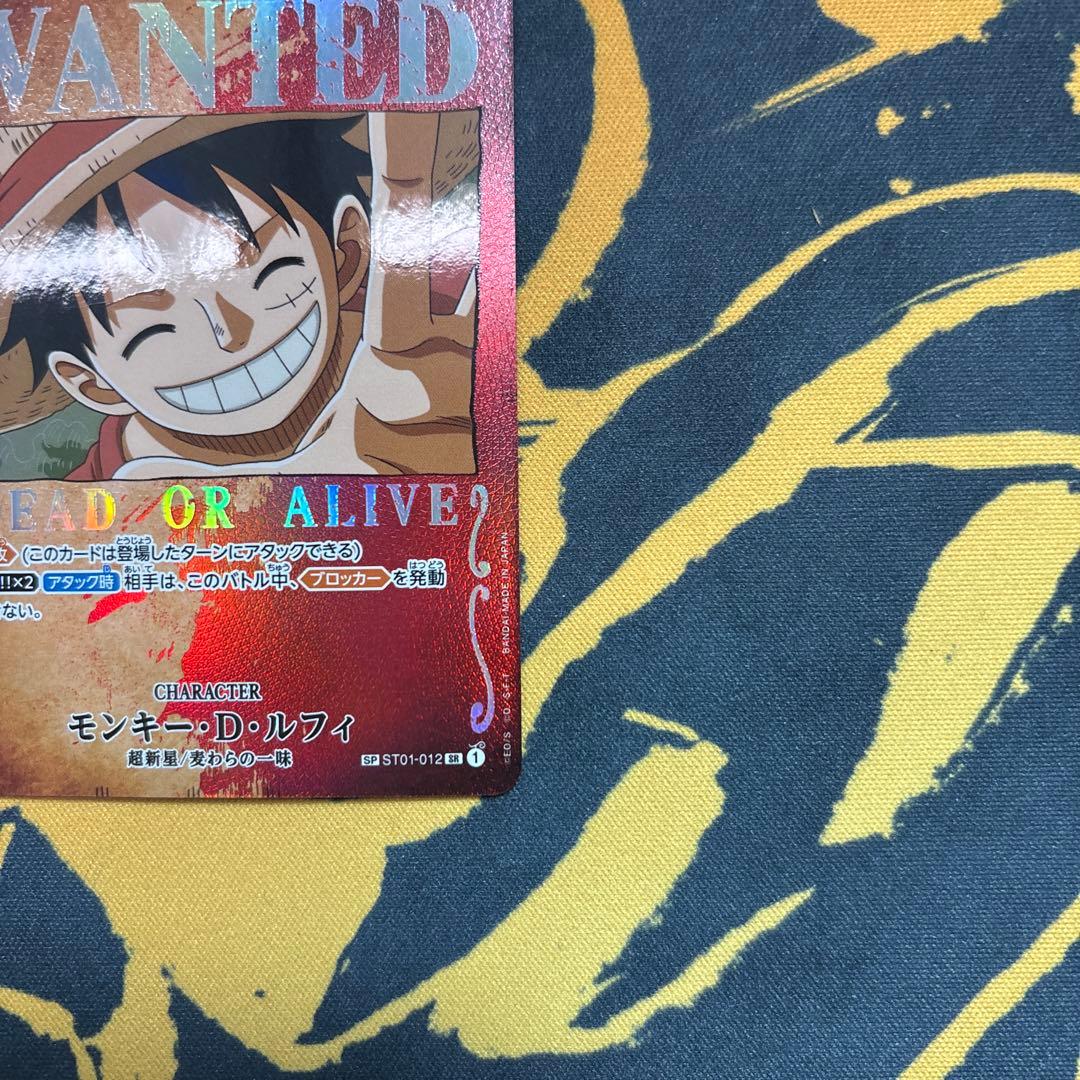 WANTED
EAD OR ALIVE
(このカードは登場したターンにアタックできる)
!!×2 アタック時 相手は、このバトル中、ブロッカーを発動
ない。
CHARACTER
モンキー・D・ルフィ
超新星/麦わらの一味
SP ST01-012 SR 1
©E.O/S. ©O/S.,F.,T BANDAI・MADE IN JAPAN